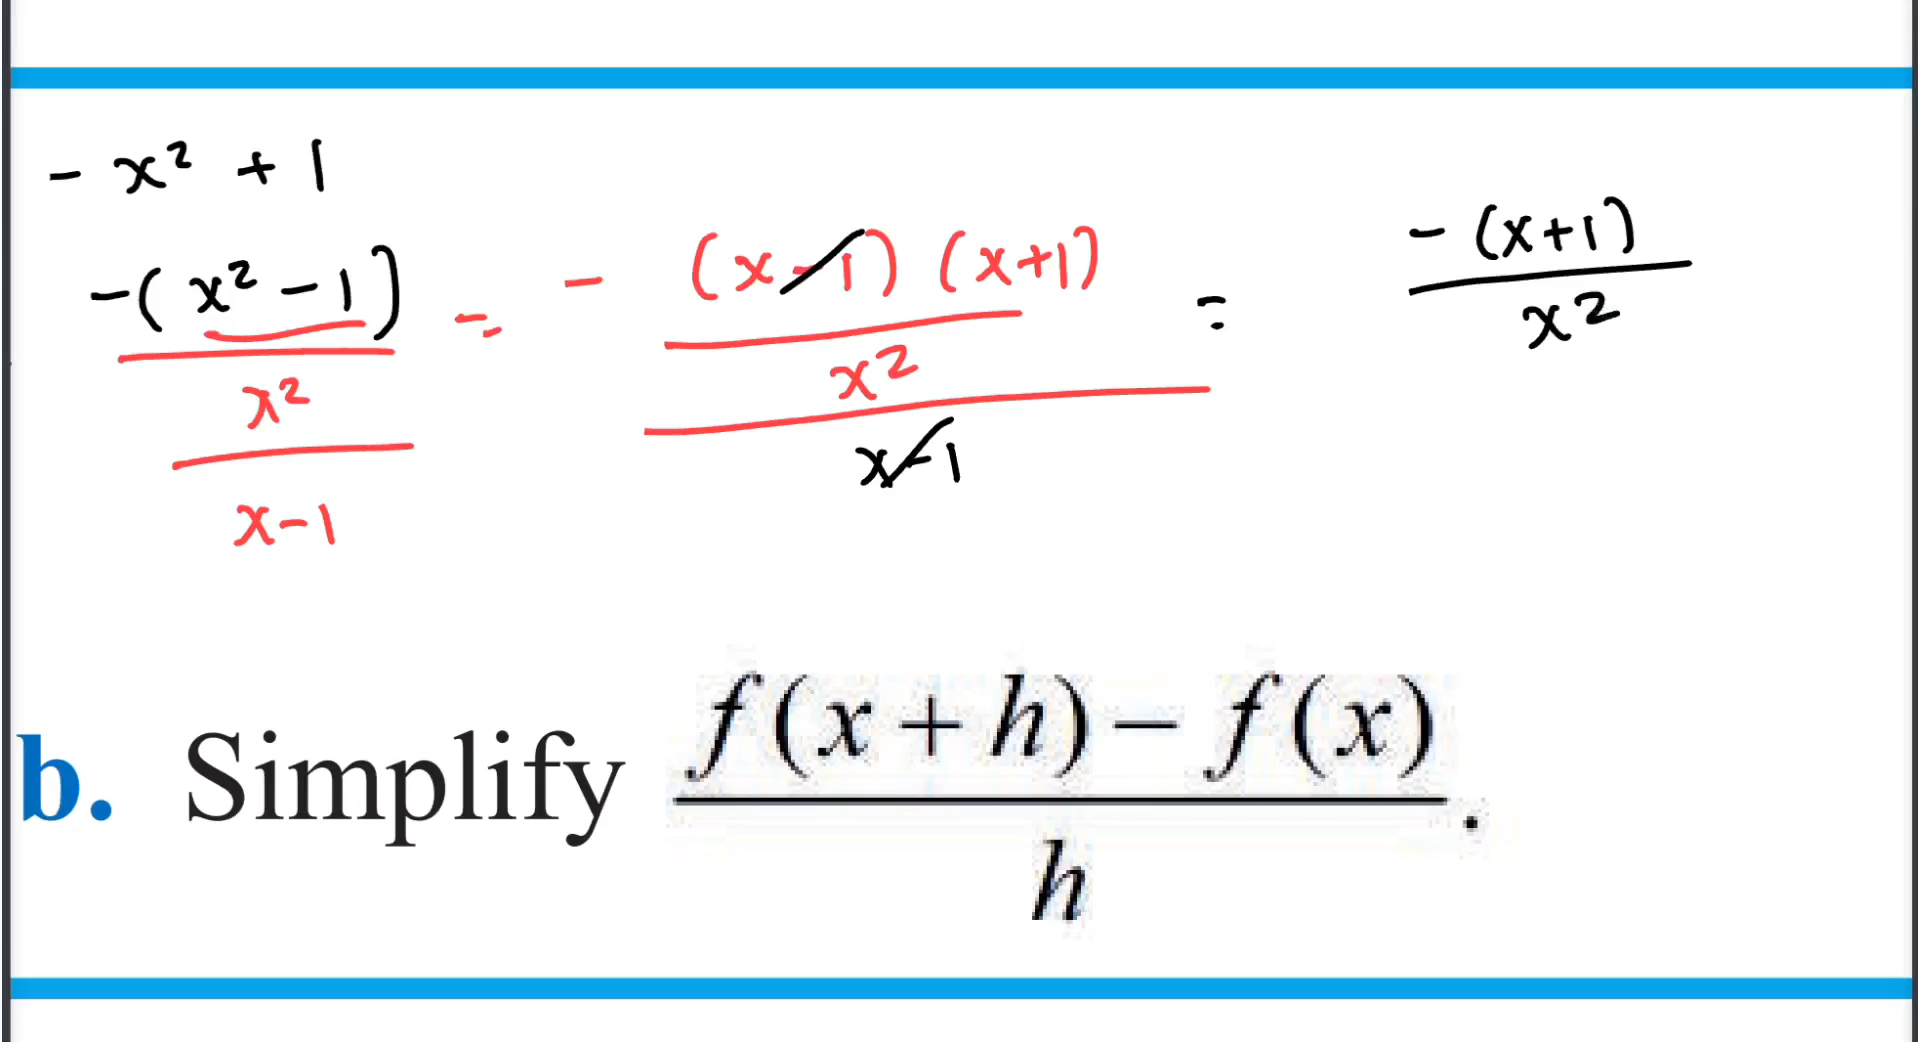 - x² + 1
-(x² - 1) / x² / x-1 = - (x-1)(x+1) / x² / x-1 = -(x+1) / x²
b. Simplify f(x + h) − f(x) / h .